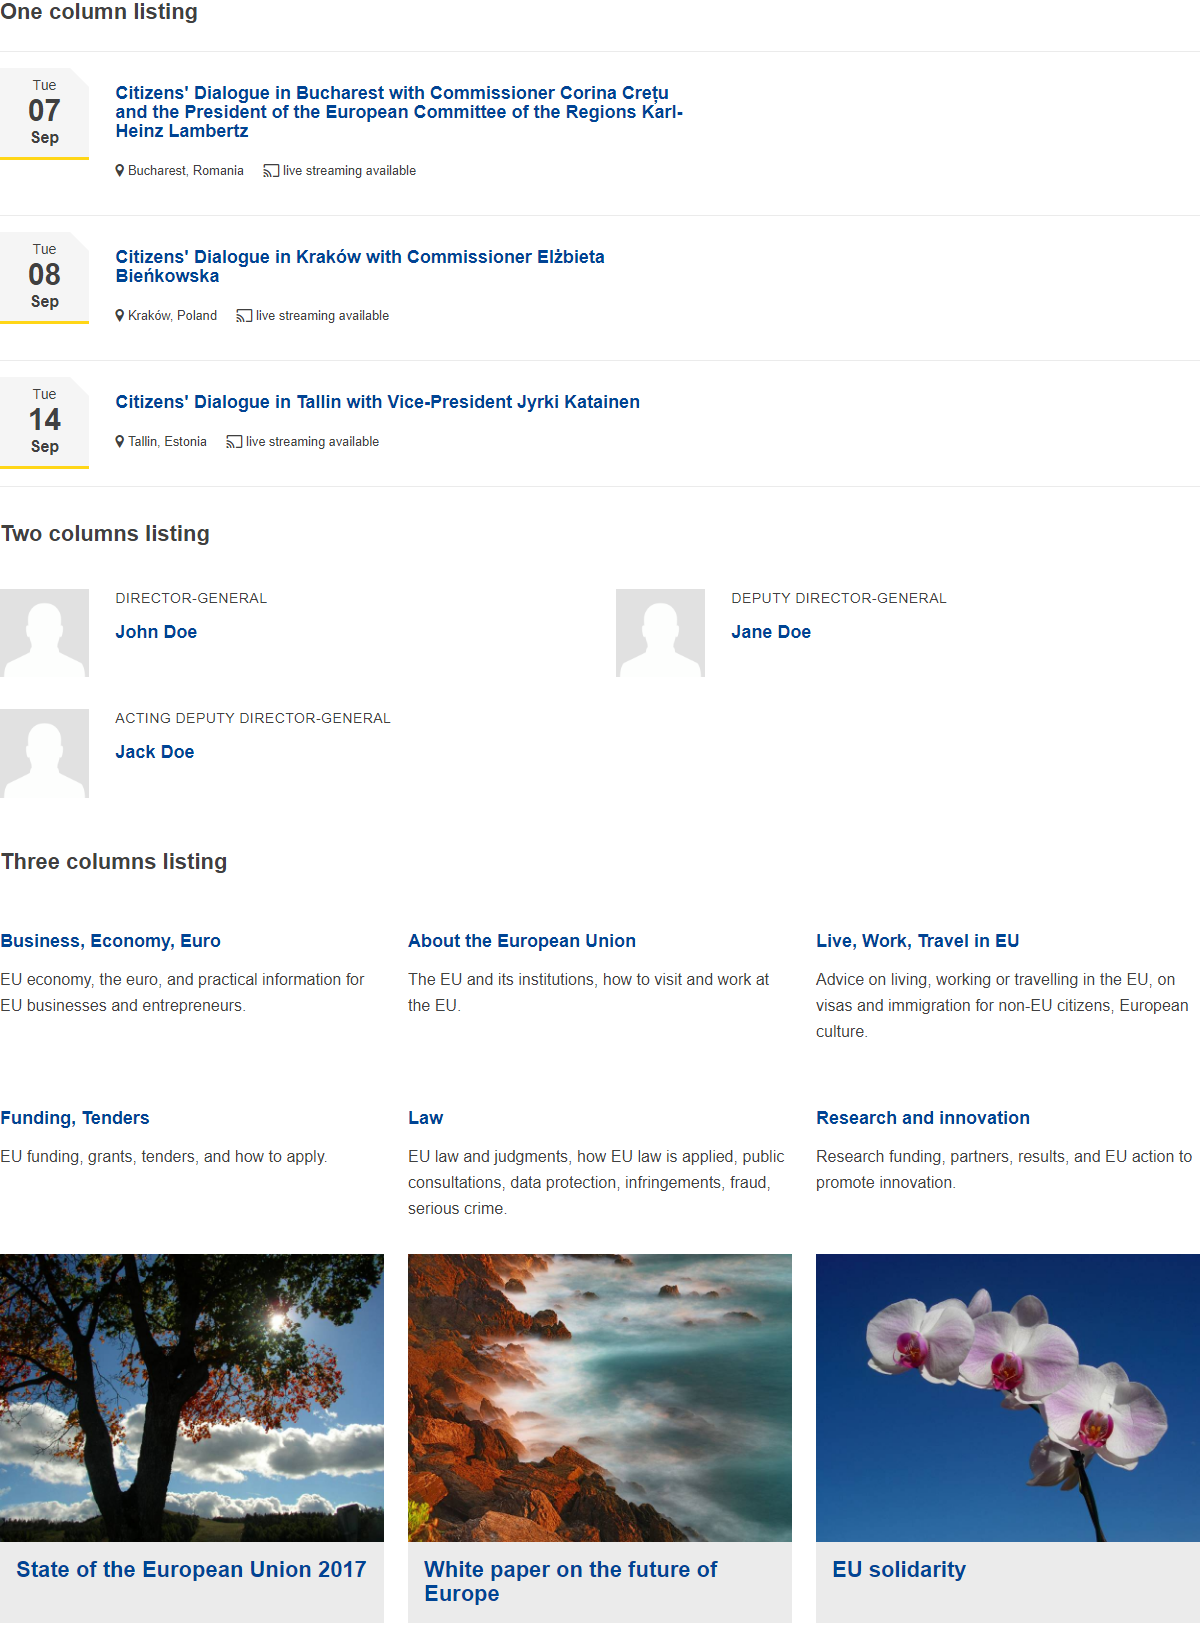 One column listing
Tue
07
Sep
Citizens' Dialogue in Bucharest with Commissioner Corina Crețu
and the President of the European Committee of the Regions Karl-
Heinz Lambertz
Bucharest, Romania live streaming available
Tue
08
Sep
Citizens' Dialogue in Kraków with Commissioner Elżbieta
Bieńkowska
Kraków, Poland live streaming available
Tue
14
Sep
Citizens' Dialogue in Tallin with Vice-President Jyrki Katainen
Tallin, Estonia live streaming available
Two columns listing
DIRECTOR-GENERAL
John Doe
DEPUTY DIRECTOR-GENERAL
Jane Doe
ACTING DEPUTY DIRECTOR-GENERAL
Jack Doe
Three columns listing
Business, Economy, Euro
EU economy, the euro, and practical information for
EU businesses and entrepreneurs.
About the European Union
The EU and its institutions, how to visit and work at
the EU.
Live, Work, Travel in EU
Advice on living, working or travelling in the EU, on
visas and immigration for non-EU citizens, European
culture.
Funding, Tenders
EU funding, grants, tenders, and how to apply.
Law
EU law and judgments, how EU law is applied, public
consultations, data protection, infringements, fraud,
serious crime.
Research and innovation
Research funding, partners, results, and EU action to
promote innovation.
State of the European Union 2017
White paper on the future of
Europe
EU solidarity